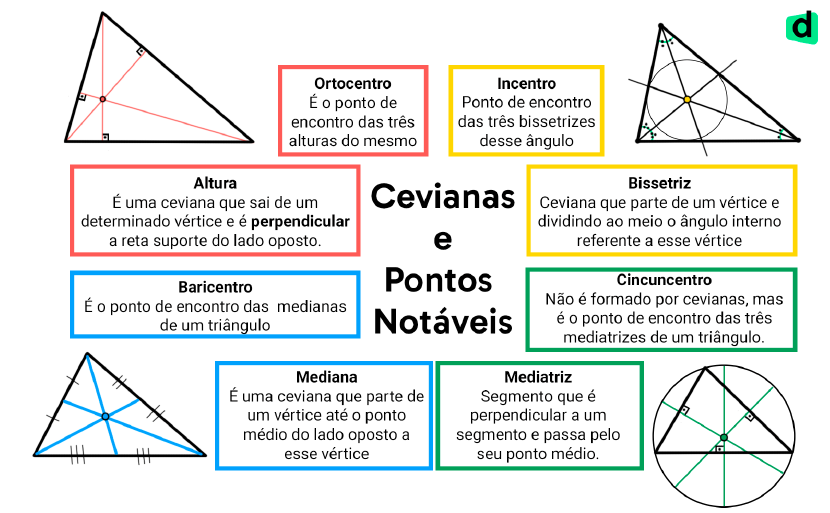 d
Ortocentro
É o ponto de
encontro das três
alturas do mesmo
Incentro
Ponto de encontro
das três bissetrizes
desse ângulo
Altura
É uma ceviana que sai de um
determinado vértice e é perpendicular
a reta suporte do lado oposto.
Cevianas
e
Pontos
Notáveis
Bissetriz
Ceviana que parte de um vértice e
dividindo ao meio o ângulo interno
referente a esse vértice
Baricentro
É o ponto de encontro das medianas
de um triângulo
Cincuncentro
Não é formado por cevianas, mas
é o ponto de encontro das três
mediatrizes de um triângulo.
Mediana
É uma ceviana que parte de
um vértice até o ponto
médio do lado oposto a
esse vértice
Mediatriz
Segmento que é
perpendicular a um
segmento e passa pelo
seu ponto médio.